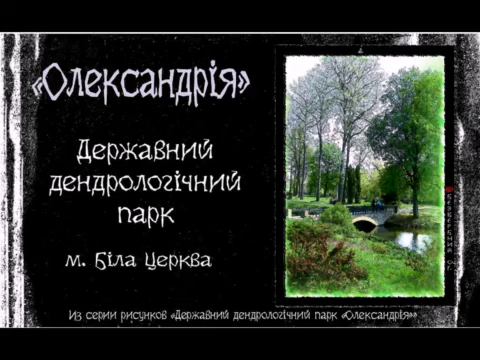 «Олександрія»
Державний
дендрологічний
парк
м. Біла Церква
Из серии рисунков «Державний дендрологічний парк «Олександрія»»